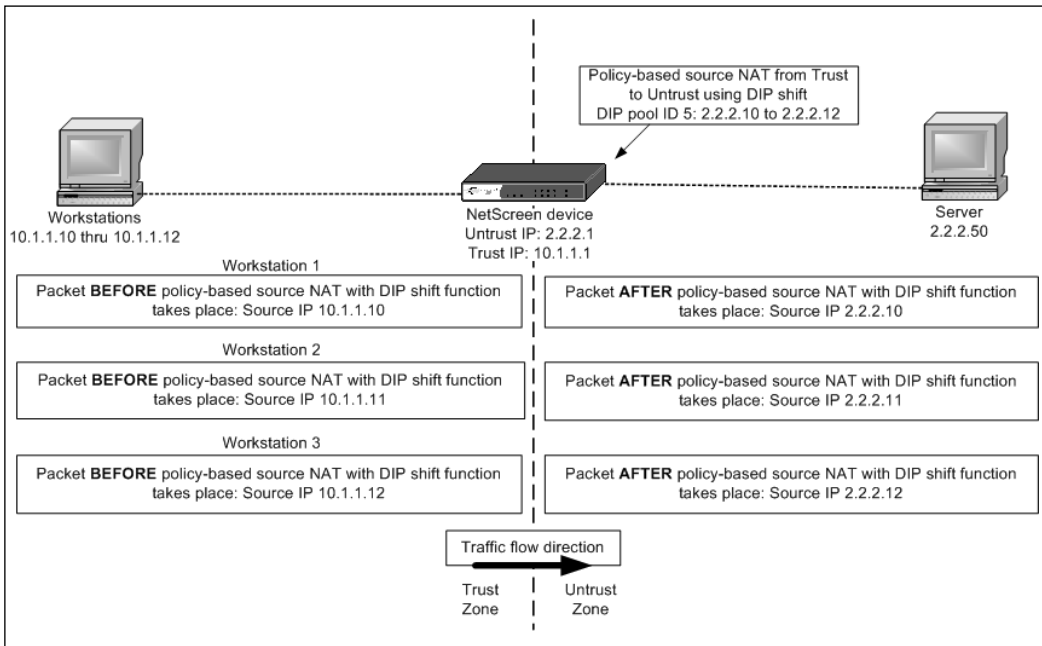 Policy-based source NAT from Trust
to Untrust using DIP shift
DIP pool ID 5: 2.2.2.10 to 2.2.2.12
Workstations
10.1.1.10 thru 10.1.1.12
NetScreen device
Untrust IP: 2.2.2.1
Trust IP: 10.1.1.1
Server
2.2.2.50
Workstation 1
Packet BEFORE policy-based source NAT with DIP shift function
takes place: Source IP 10.1.1.10
Packet AFTER policy-based source NAT with DIP shift function
takes place: Source IP 2.2.2.10
Workstation 2
Packet BEFORE policy-based source NAT with DIP shift function
takes place: Source IP 10.1.1.11
Packet AFTER policy-based source NAT with DIP shift function
takes place: Source IP 2.2.2.11
Workstation 3
Packet BEFORE policy-based source NAT with DIP shift function
takes place: Source IP 10.1.1.12
Packet AFTER policy-based source NAT with DIP shift function
takes place: Source IP 2.2.2.12
Traffic flow direction
Trust
Zone
Untrust
Zone